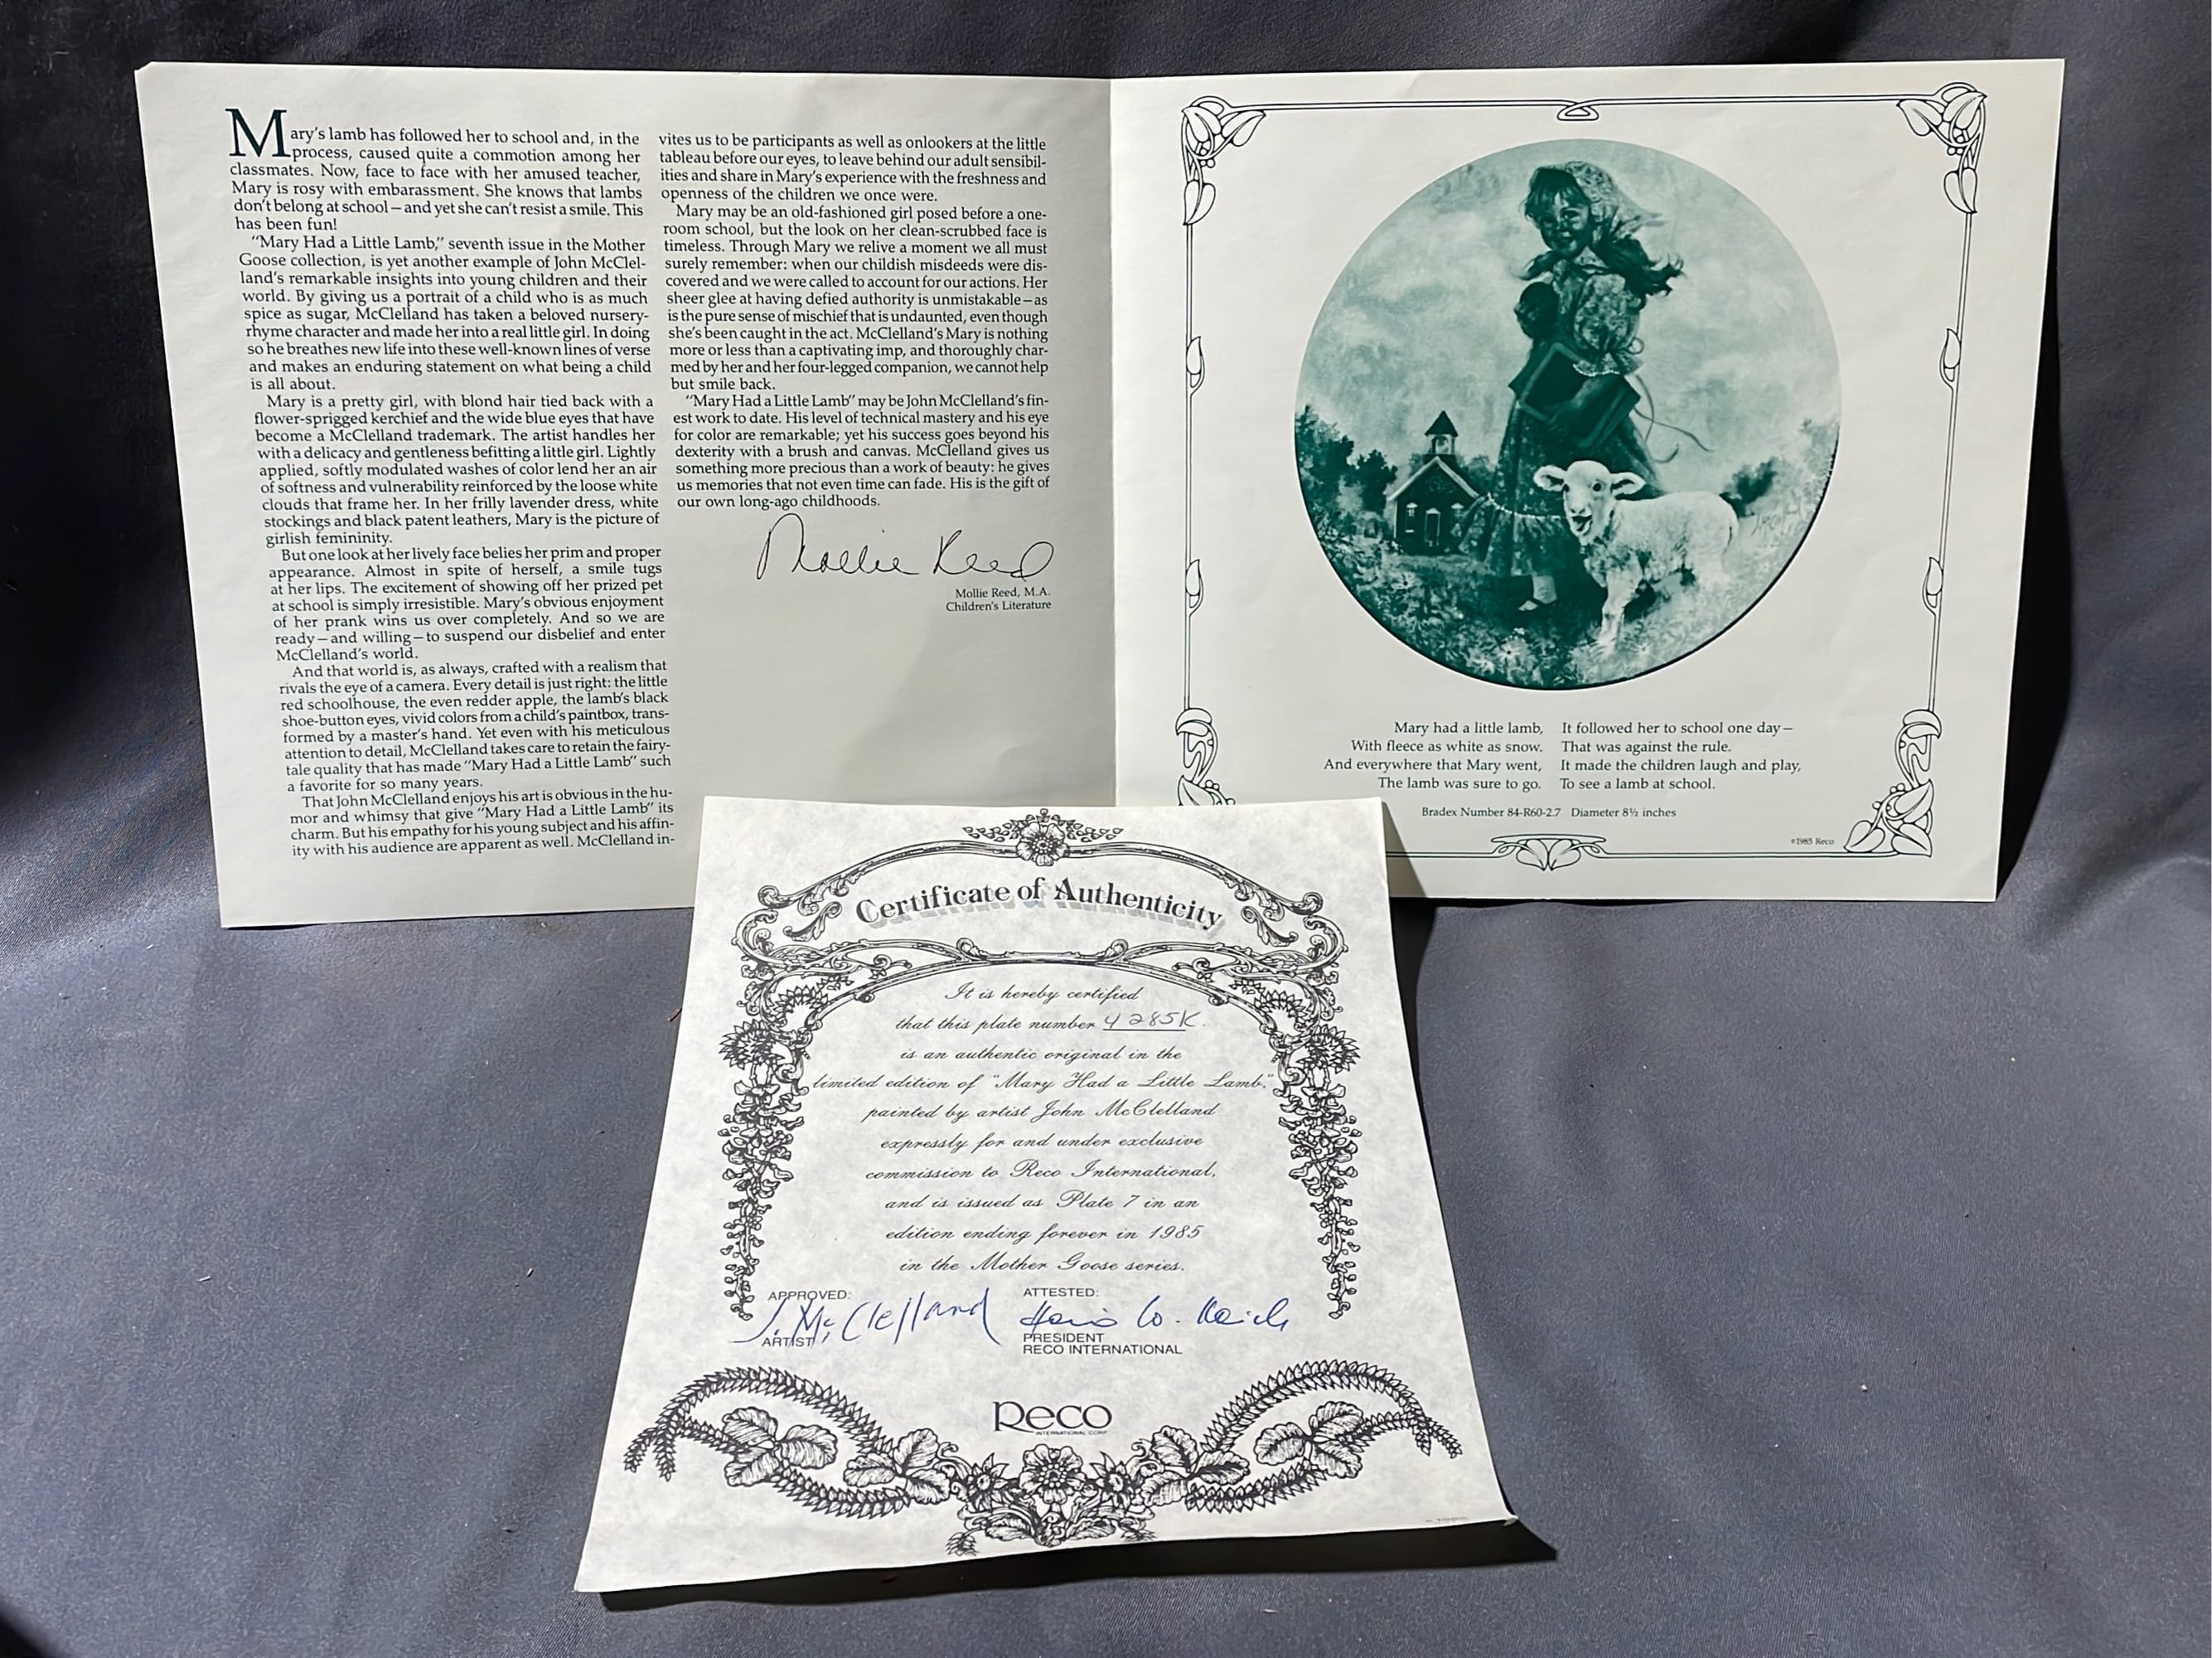 Mary's lamb has followed her to school and, in the
process, caused quite a commotion among her
classmates. Now, face to face with her amused teacher,
Mary is rosy with embarassment. She knows that lambs
don't belong at school—and yet she can't resist a smile. This
has been fun!
"Mary Had a Little Lamb," seventh issue in the Mother
Goose collection, is yet another example of John McClel-
land's remarkable insights into young children and their
world. By giving us a portrait of a child who is as much
spice as sugar, McClelland has taken a beloved nursery-
rhyme character and made her into a real little girl. In doing
so he breathes new life into these well-known lines of verse
and makes an enduring statement on what being a child
is all about.
Mary is a pretty girl, with blond hair tied back with a
flower-sprigged kerchief and the wide blue eyes that have
become a McClelland trademark. The artist handles her
with a delicacy and gentleness befitting a little girl. Lightly
applied, softly modulated washes of color lend her an air
of softness and vulnerability reinforced by the loose white
clouds that frame her. In her frilly lavender dress, white
stockings and black patent leathers, Mary is the picture of
girlish femininity.
But one look at her lively face belies her prim and proper
appearance. Almost in spite of herself, a smile tugs
at her lips. The excitement of showing off her prized pet
at school is simply irresistible. Mary's obvious enjoyment
of her prank wins us over completely. And so we are
ready—and willing—to suspend our disbelief and enter
McClelland's world.
And that world is, as always, crafted with a realism that
rivals the eye of a camera. Every detail is just right: the little
red schoolhouse, the even redder apple, the lamb's black
shoe-button eyes, vivid colors from a child's paintbox, trans-
formed by a master's hand. Yet even with his meticulous
attention to detail, McClelland takes care to retain the fairy-
tale quality that has made "Mary Had a Little Lamb" such
a favorite for so many years.
That John McClelland enjoys his art is obvious in the hu-
mor and whimsy that give "Mary Had a Little Lamb" its
charm. But his empathy for his young subject and his affin-
ity with his audience are apparent as well. McClelland in-
vites us to be participants as well as onlookers at the little
tableau before our eyes, to leave behind our adult sensibil-
ities and share in Mary's experience with the freshness and
openness of the children we once were.
Mary may be an old-fashioned girl posed before a one-
room school, but the look on her clean-scrubbed face is
timeless. Through Mary we relive a moment we all must
surely remember: when our childish misdeeds were dis-
covered and we were called to account for our actions. Her
sheer glee at having defied authority is unmistakable—as
is the pure sense of mischief that is undaunted, even though
she's been caught in the act. McClelland's Mary is nothing
more or less than a captivating imp, and thoroughly char-
med by her and her four-legged companion, we cannot help
but smile back.
"Mary Had a Little Lamb" may be John McClelland's fin-
est work to date. His level of technical mastery and his eye
for color are remarkable; yet his success goes beyond his
dexterity with a brush and canvas. McClelland gives us
something more precious than a work of beauty: he gives
us memories that not even time can fade. His is the gift of
our own long-ago childhoods.
Mollie Reed
Mollie Reed, M.A.
Children's Literature
Mary had a little lamb,
With fleece as white as snow.
And everywhere that Mary went,
The lamb was sure to go.
It followed her to school one day—
That was against the rule.
It made the children laugh and play,
To see a lamb at school.
Bradex Number 84-R60-2.7 Diameter 8½ inches
©1985 Reco
Certificate of Authenticity
It is hereby certified
that this plate number 4285K.
is an authentic original in the
limited edition of "Mary Had a Little Lamb,"
painted by artist John McClelland
expressly for and under exclusive
commission to Reco International,
and is issued as Plate 7 in an
edition ending forever in 1985
in the Mother Goose series.
APPROVED:
J. McClelland
ARTIST
ATTESTED:
PRESIDENT
RECO INTERNATIONAL
Reco
INTERNATIONAL CORP.